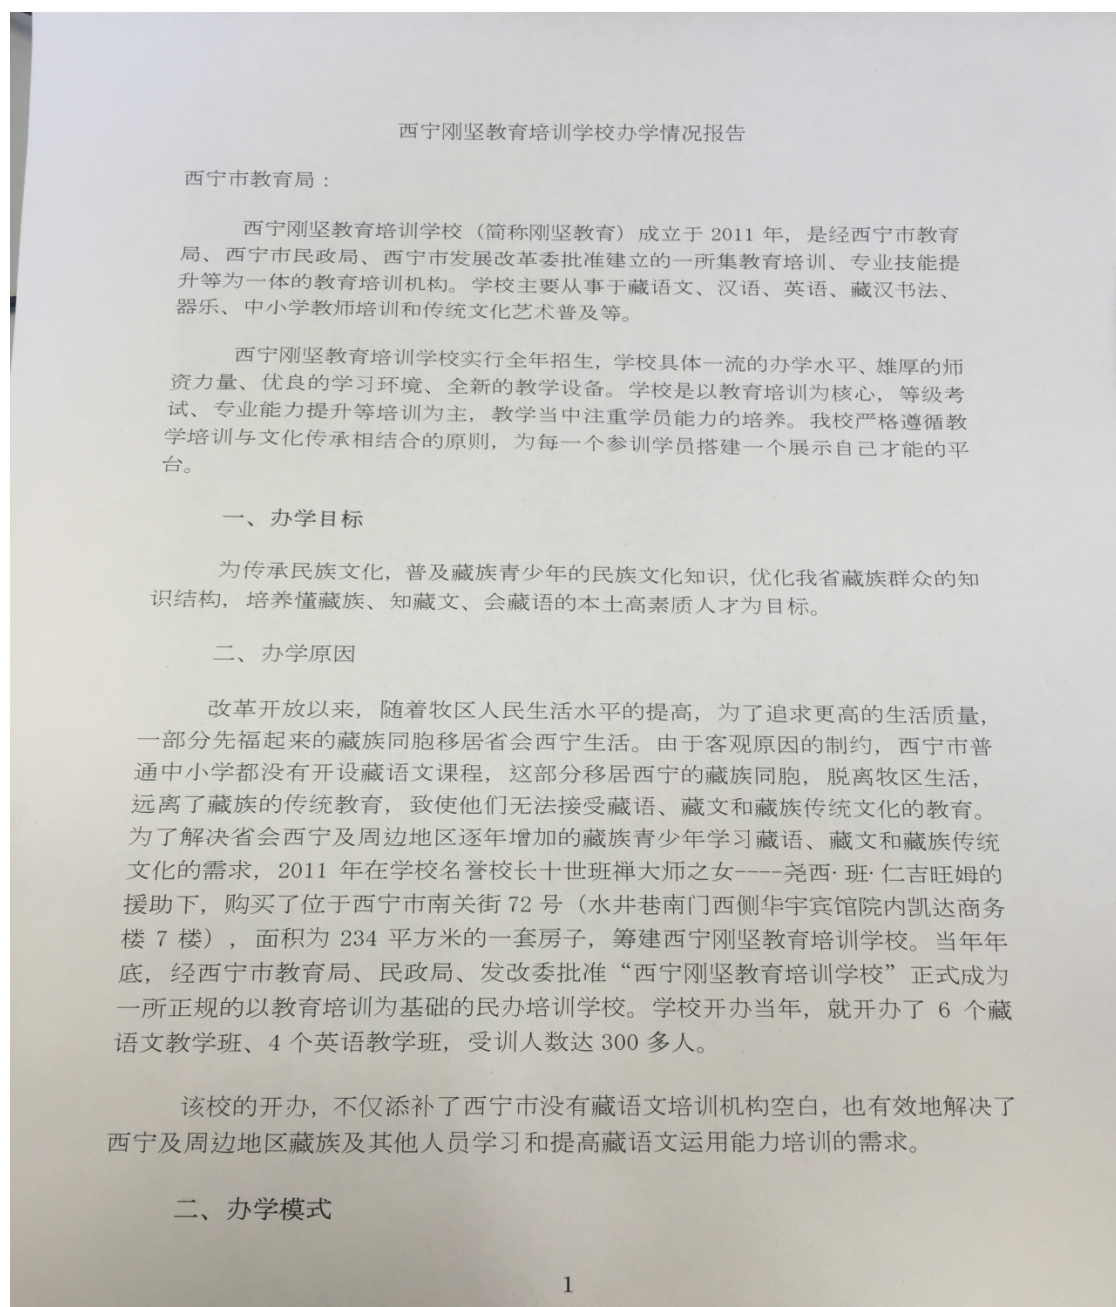 西宁刚坚教育培训学校办学情况报告
西宁市教育局：
西宁刚坚教育培训学校（简称刚坚教育）成立于 2011 年，是经西宁市教育
局、西宁市民政局、西宁市发展改革委批准建立的一所集教育培训、专业技能提
升等为一体的教育培训机构。学校主要从事于藏语文、汉语、英语、藏汉书法、
器乐、中小学教师培训和传统文化艺术普及等。
西宁刚坚教育培训学校实行全年招生，学校具体一流的办学水平、雄厚的师
资力量、优良的学习环境、全新的教学设备。学校是以教育培训为核心，等级考
试、专业能力提升等培训为主，教学当中注重学员能力的培养。我校严格遵循教
学培训与文化传承相结合的原则，为每一个参训学员搭建一个展示自己才能的平
台。
一、办学目标
为传承民族文化，普及藏族青少年的民族文化知识，优化我省藏族群众的知
识结构，培养懂藏族、知藏文、会藏语的本土高素质人才为目标。
二、办学原因
改革开放以来，随着牧区人民生活水平的提高，为了追求更高的生活质量，
一部分先福起来的藏族同胞移居省会西宁生活。由于客观原因的制约，西宁市普
通中小学都没有开设藏语文课程，这部分移居西宁的藏族同胞，脱离牧区生活，
远离了藏族的传统教育，致使他们无法接受藏语、藏文和藏族传统文化的教育。
为了解决省会西宁及周边地区逐年增加的藏族青少年学习藏语、藏文和藏族传统
文化的需求，2011 年在学校名誉校长十世班禅大师之女----尧西·班·仁吉旺姆的
援助下，购买了位于西宁市南关街 72 号（水井巷南门西侧华宇宾馆院内凯达商务
楼 7 楼），面积为 234 平方米的一套房子，筹建西宁刚坚教育培训学校。当年年
底，经西宁市教育局、民政局、发改委批准“西宁刚坚教育培训学校”正式成为
一所正规的以教育培训为基础的民办培训学校。学校开办当年，就开办了 6 个藏
语文教学班、4 个英语教学班，受训人数达 300 多人。
该校的开办，不仅添补了西宁市没有藏语文培训机构空白，也有效地解决了
西宁及周边地区藏族及其他人员学习和提高藏语文运用能力培训的需求。
二、办学模式
1